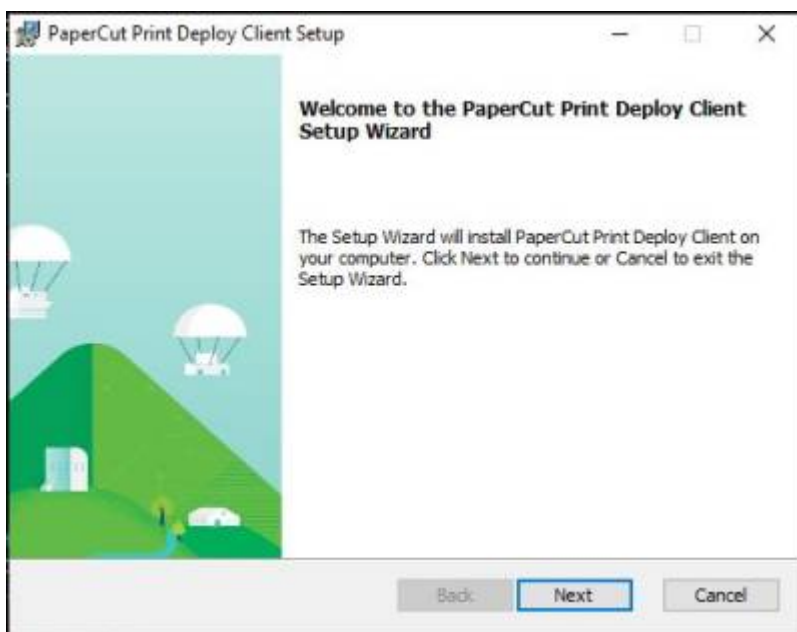 PaperCut Print Deploy Client Setup
Welcome to the PaperCut Print Deploy Client
Setup Wizard
The Setup Wizard will install PaperCut Print Deploy Client on
your computer. Click Next to continue or Cancel to exit the
Setup Wizard.
Back Next Cancel